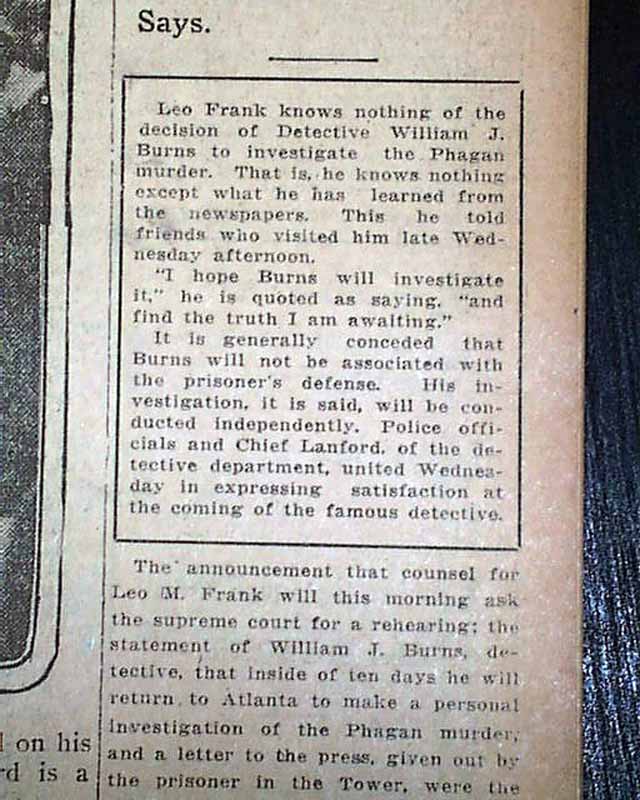 Says.
Leo Frank knows nothing of the
decision of Detective William J.
Burns to investigate the Phagan
murder. That is, he knows nothing
except what he has learned from
the newspapers. This he told
friends who visited him late Wed-
nesday afternoon.
"I hope Burns will investigate
it," he is quoted as saying, "and
find the truth I am awaiting."
It is generally conceded that
Burns will not be associated with
the prisoner's defense. His in-
vestigation, it is said, will be con-
ducted independently. Police offi-
cials and Chief Lanford, of the de-
tective department, united Wednes-
day in expressing satisfaction at
the coming of the famous detective.
The announcement that counsel for
Leo M. Frank will this morning ask
the supreme court for a rehearing; the
statement of William J. Burns, de-
tective, that inside of ten days he will
return to Atlanta to make a personal
investigation of the Phagan murder,
and a letter to the press, given out by
the prisoner in the Tower, were the
on his
is a